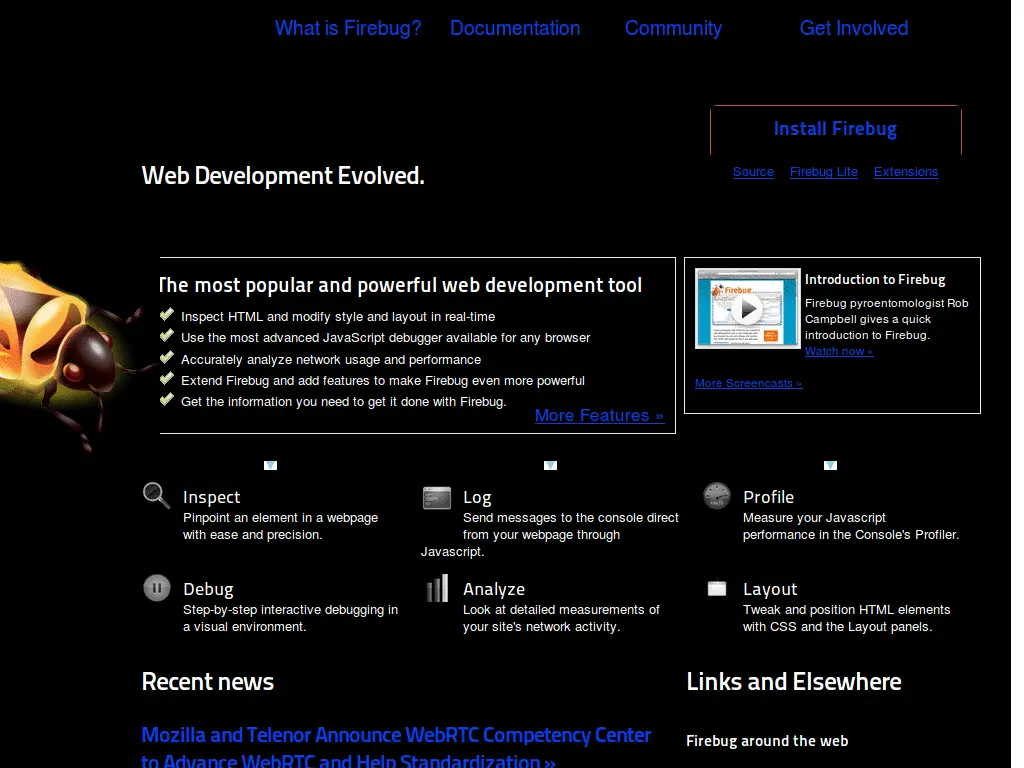 What is Firebug? Documentation Community Get Involved
Install Firebug
Source Firebug Lite Extensions
Web Development Evolved.
The most popular and powerful web development tool
Inspect HTML and modify style and layout in real-time
Use the most advanced JavaScript debugger available for any browser
Accurately analyze network usage and performance
Extend Firebug and add features to make Firebug even more powerful
Get the information you need to get it done with Firebug.
More Features »
Firebug
Introduction to Firebug
Firebug pyroentomologist Rob
Campbell gives a quick
introduction to Firebug.
Watch now »
More Screencasts »
Inspect
Pinpoint an element in a webpage
with ease and precision.
Log
Send messages to the console direct
from your webpage through
Javascript.
Profile
Measure your Javascript
performance in the Console's Profiler.
Debug
Step-by-step interactive debugging in
a visual environment.
Analyze
Look at detailed measurements of
your site's network activity.
Layout
Tweak and position HTML elements
with CSS and the Layout panels.
Recent news
Mozilla and Telenor Announce WebRTC Competency Center
to Advance WebRTC and Help Standardization »
Links and Elsewhere
Firebug around the web